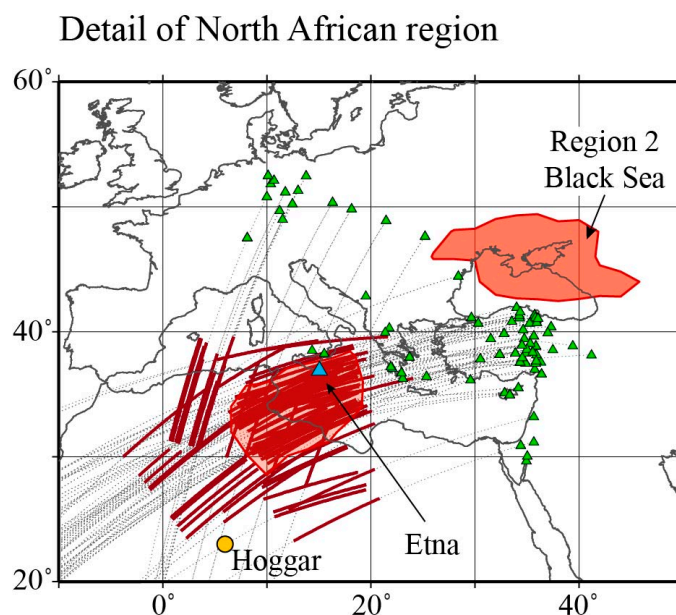 Detail of North African region
60°
Region 2
Black Sea
40°
Etna
Hoggar
20°
0°
20°
40°